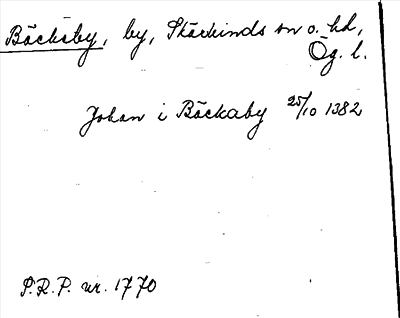 Bäckaby, by, Skärkinds sn o. hd,
Ög. l.
Johan i Bäckaby 25/10 1382
P.R.P. nr. 1770